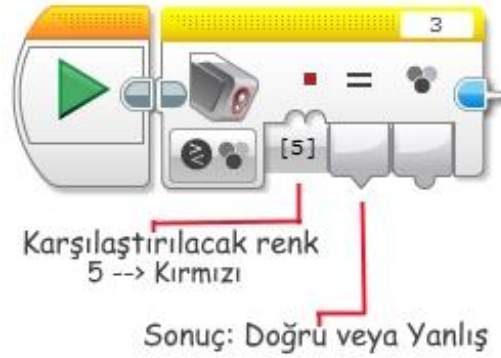 3
[5]
Karşılaştırılacak renk
5 --> Kırmızı
Sonuç: Doğru veya Yanlış